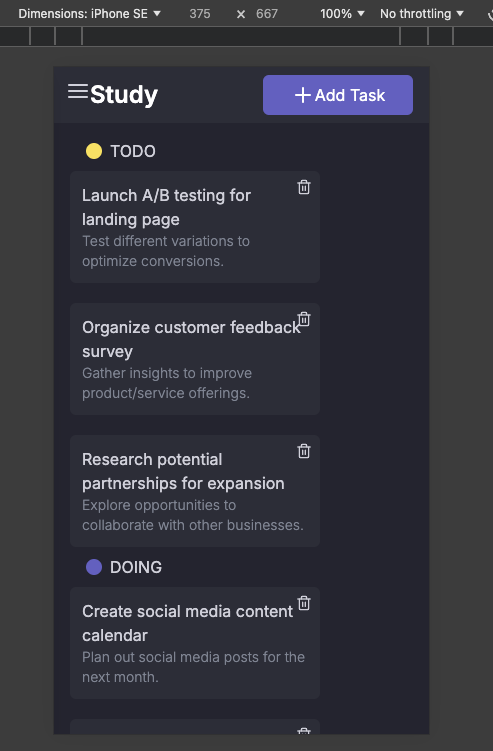 Dimensions: iPhone SE 375 × 667 100% No throttling
Study
+ Add Task
TODO
Launch A/B testing for
landing page
Test different variations to
optimize conversions.
Organize customer feedback
survey
Gather insights to improve
product/service offerings.
Research potential
partnerships for expansion
Explore opportunities to
collaborate with other businesses.
DOING
Create social media content
calendar
Plan out social media posts for the
next month.